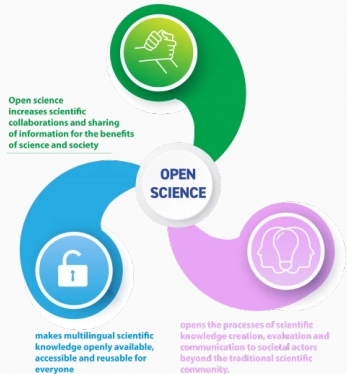 Open science
increases scientific
collaborations and sharing
of information for the benefits
of science and society
OPEN
SCIENCE
makes multilingual scientific
knowledge openly available,
accessible and reusable for
everyone
opens the processes of scientific
knowledge creation, evaluation and
communication to societal actors
beyond the traditional scientific
community.